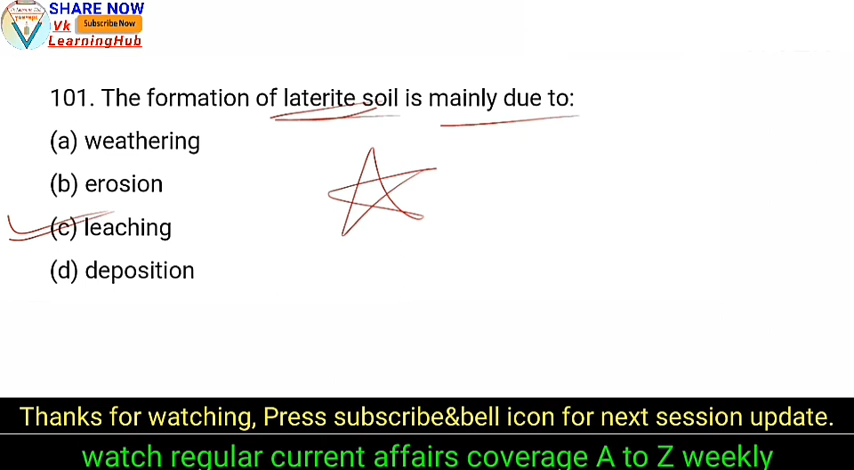 SHARE NOW
Vk
Subscribe Now
LearningHub
101. The formation of laterite soil is mainly due to:
(a) weathering
(b) erosion
(c) leaching
(d) deposition
Thanks for watching, Press subscribe&bell icon for next session update.
watch regular current affairs coverage A to Z weekly